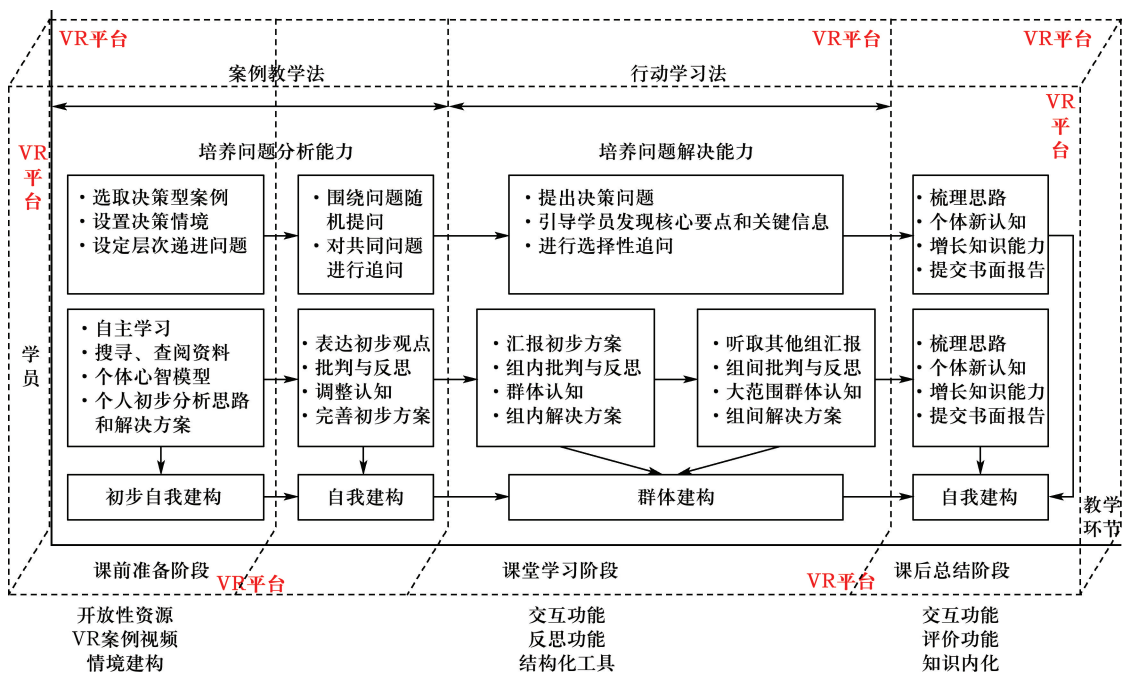 VR平台
VR平台
VR平台
案例教学法
行动学习法
VR
平
台
VR
平
台
培养问题分析能力
培养问题解决能力
・选取决策型案例
・设置决策情境
・设定层次递进问题
・围绕问题随
机提问
・对共同问题
进行追问
・提出决策问题
・引导学员发现核心要点和关键信息
・进行选择性追问
・梳理思路
・个体新认知
・增长知识能力
・提交书面报告
学
员
・自主学习
・搜寻、查阅资料
・个体心智模型
・个人初步分析思路
和解决方案
・表达初步观点
・批判与反思
・调整认知
・完善初步方案
・汇报初步方案
・组内批判与反思
・群体认知
・组内解决方案
・听取其他组汇报
・组间批判与反思
・大范围群体认知
・组间解决方案
・梳理思路
・个体新认知
・增长知识能力
・提交书面报告
初步自我建构
自我建构
群体建构
自我建构
教学
环节
课前准备阶段
VR平台
课堂学习阶段
VR平台
课后总结阶段
开放性资源
VR案例视频
情境建构
交互功能
反思功能
结构化工具
交互功能
评价功能
知识内化